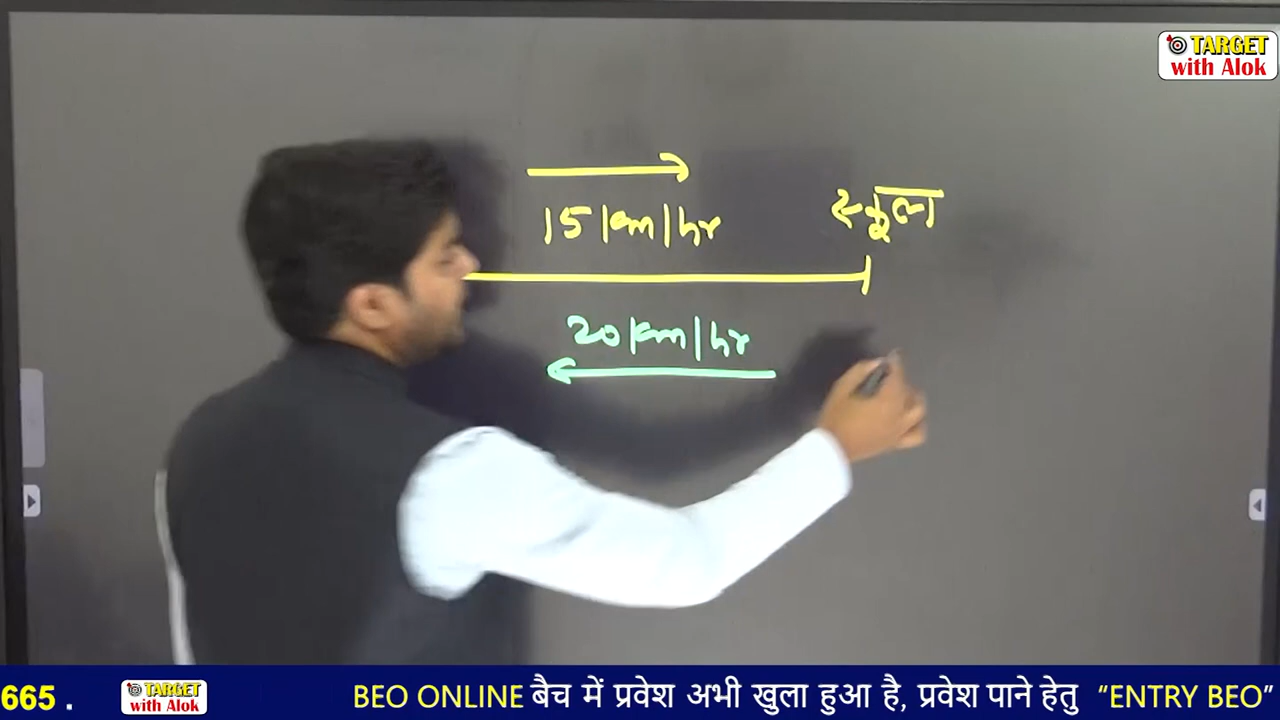 TARGET
with Alok
15 km/hr
स्कूल
20 km/hr
665 .
TARGET
with Alok
BEO ONLINE बैच में प्रवेश अभी खुला हुआ है, प्रवेश पाने हेतु “ENTRY BEO”